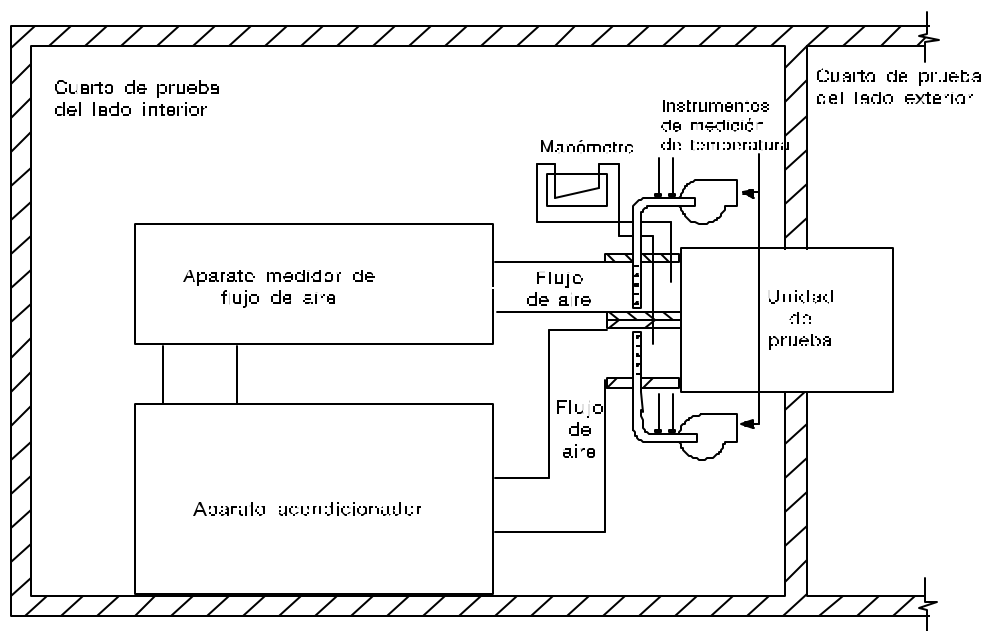 Cuarto de prueba
del lado interior
Cuarto de prueba
del lado exterior
Instrumentos
de medición
de temperatura
Manómetro
Aparato medidor de
flujo de aire
Flujo
de aire
Unidad
de
prueba
Flujo
de
aire
Aparato acondicionador